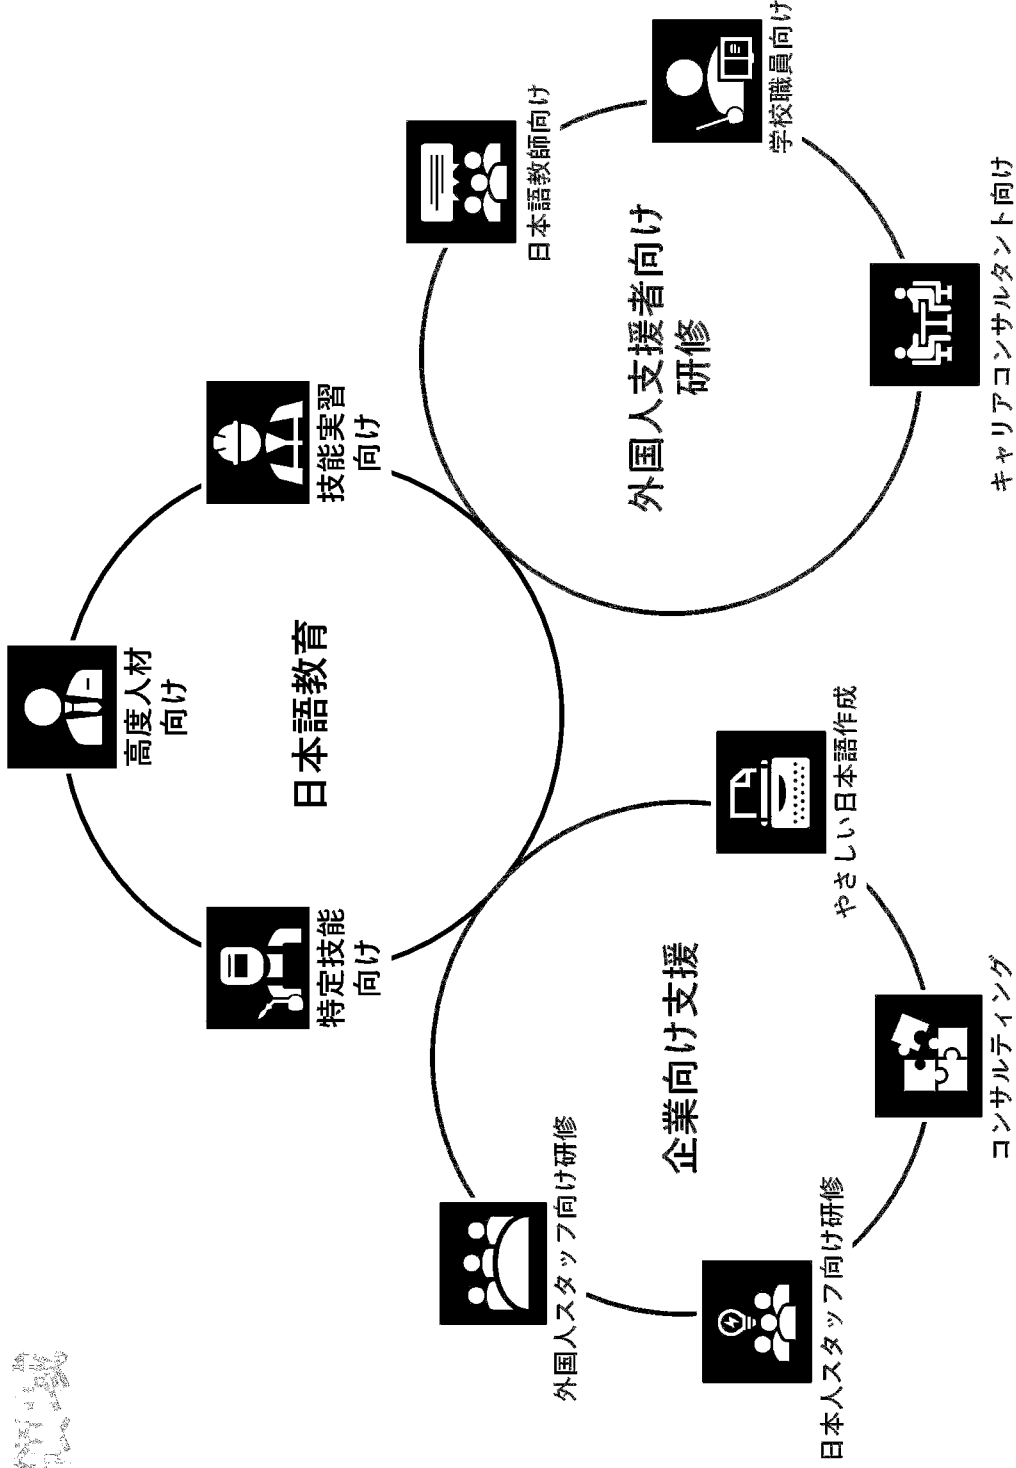 高度人材
向け
特定技能
向け
技能実習
向け
日本語教育
外国人スタッフ向け研修
日本人スタッフ向け研修
コンサルティング
やさしい日本語作成
企業向け支援
日本語教師向け
学校職員向け
キャリアコンサルタント向け
外国人支援者向け
研修